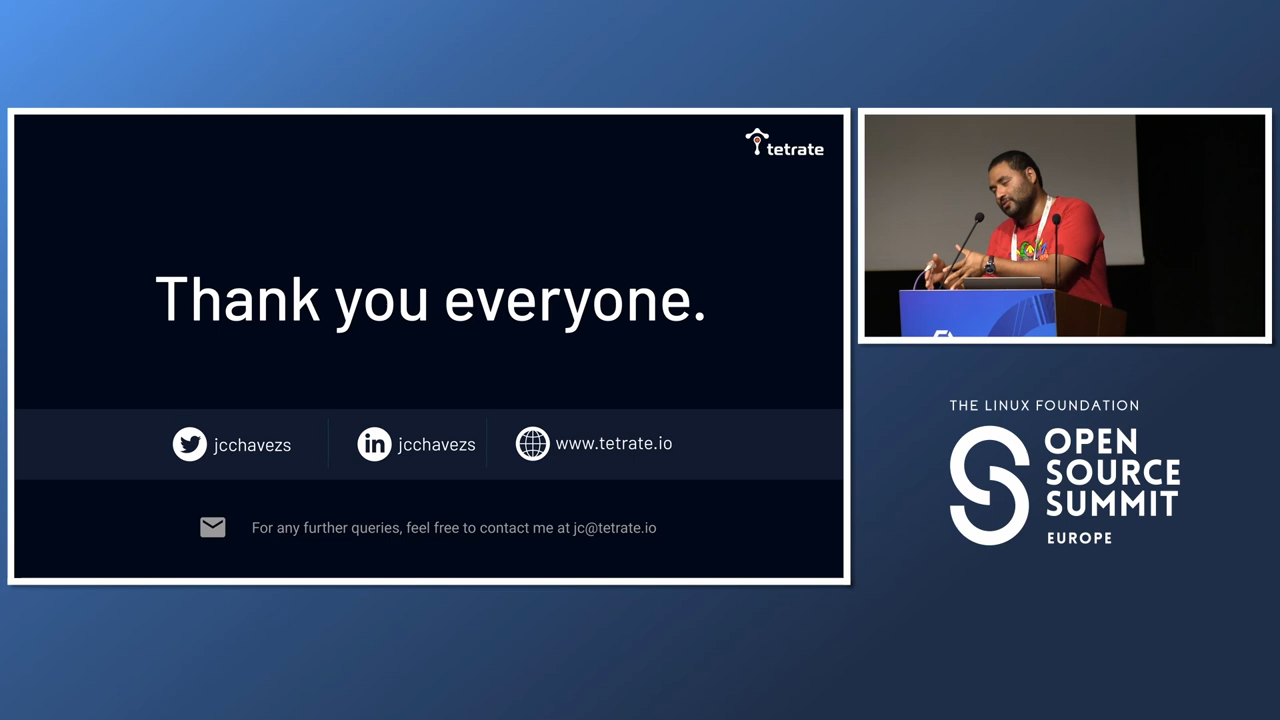 tetrate
Thank you everyone.
jcchavezs
jcchavezs
www.tetrate.io
For any further queries, feel free to contact me at jc@tetrate.io
THE LINUX FOUNDATION
OPEN
SOURCE
SUMMIT
EUROPE